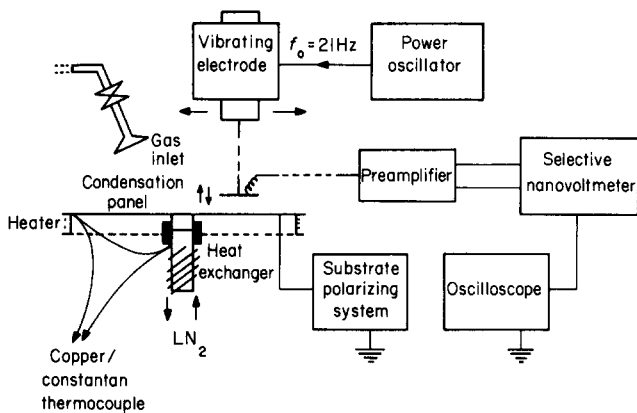 Vibrating
electrode
f₀ = 21Hz
Power
oscillator
Gas
inlet
Condensation
panel
Preamplifier
Selective
nanovoltmeter
Heater
Heat
exchanger
Substrate
polarizing
system
Oscilloscope
LN₂
Copper/
constantan
thermocouple